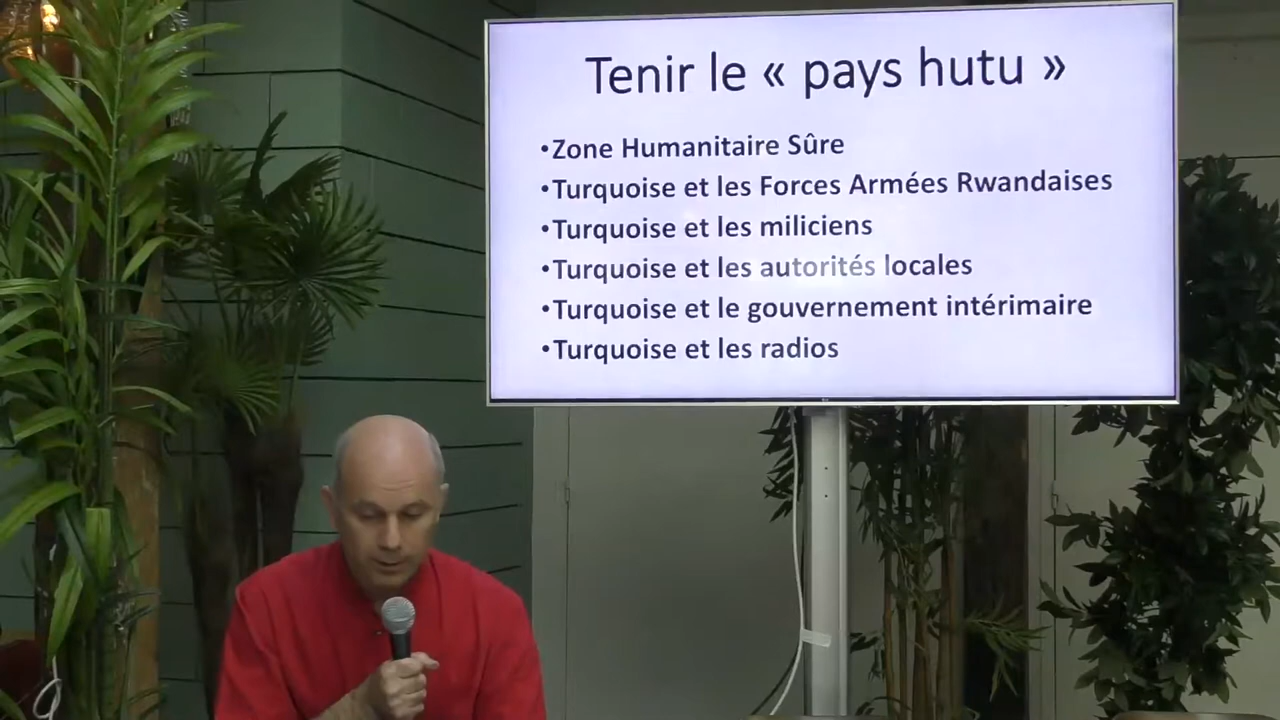 Tenir le « pays hutu »
•Zone Humanitaire Sûre
•Turquoise et les Forces Armées Rwandaises
•Turquoise et les miliciens
•Turquoise et les autorités locales
•Turquoise et le gouvernement intérimaire
•Turquoise et les radios